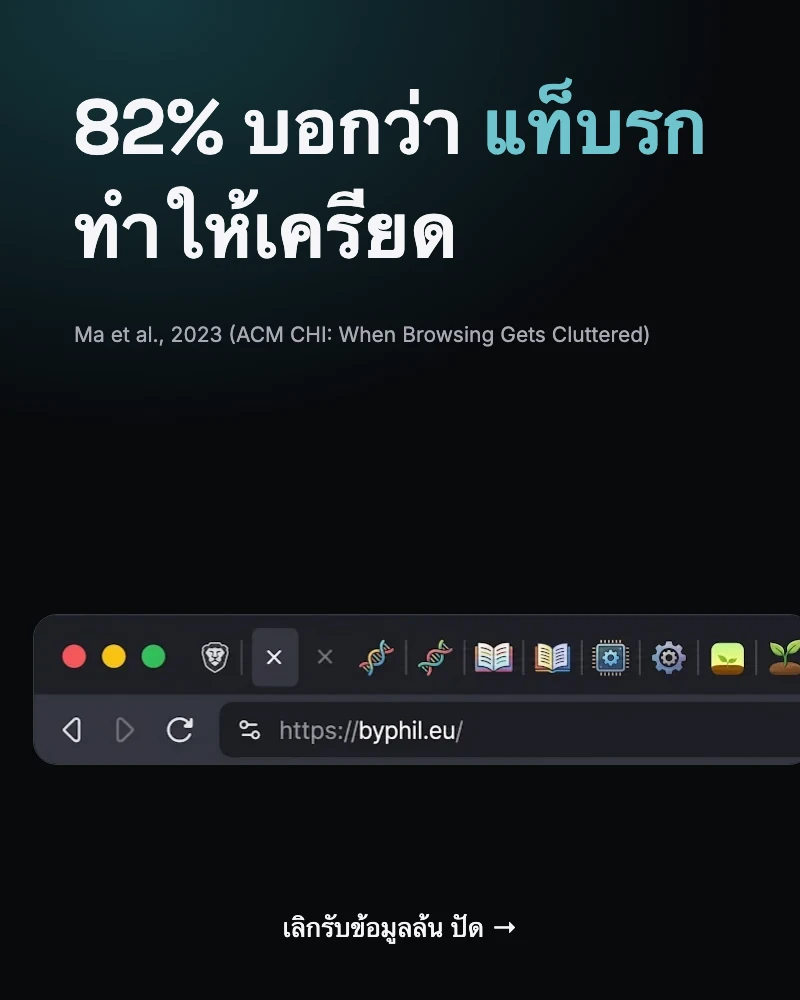 82% บอกว่า แท็บรก
ทำให้เครียด
Ma et al., 2023 (ACM CHI: When Browsing Gets Cluttered)
https://byphil.eu/
เลิกรับข้อมูลล้น ปัด →